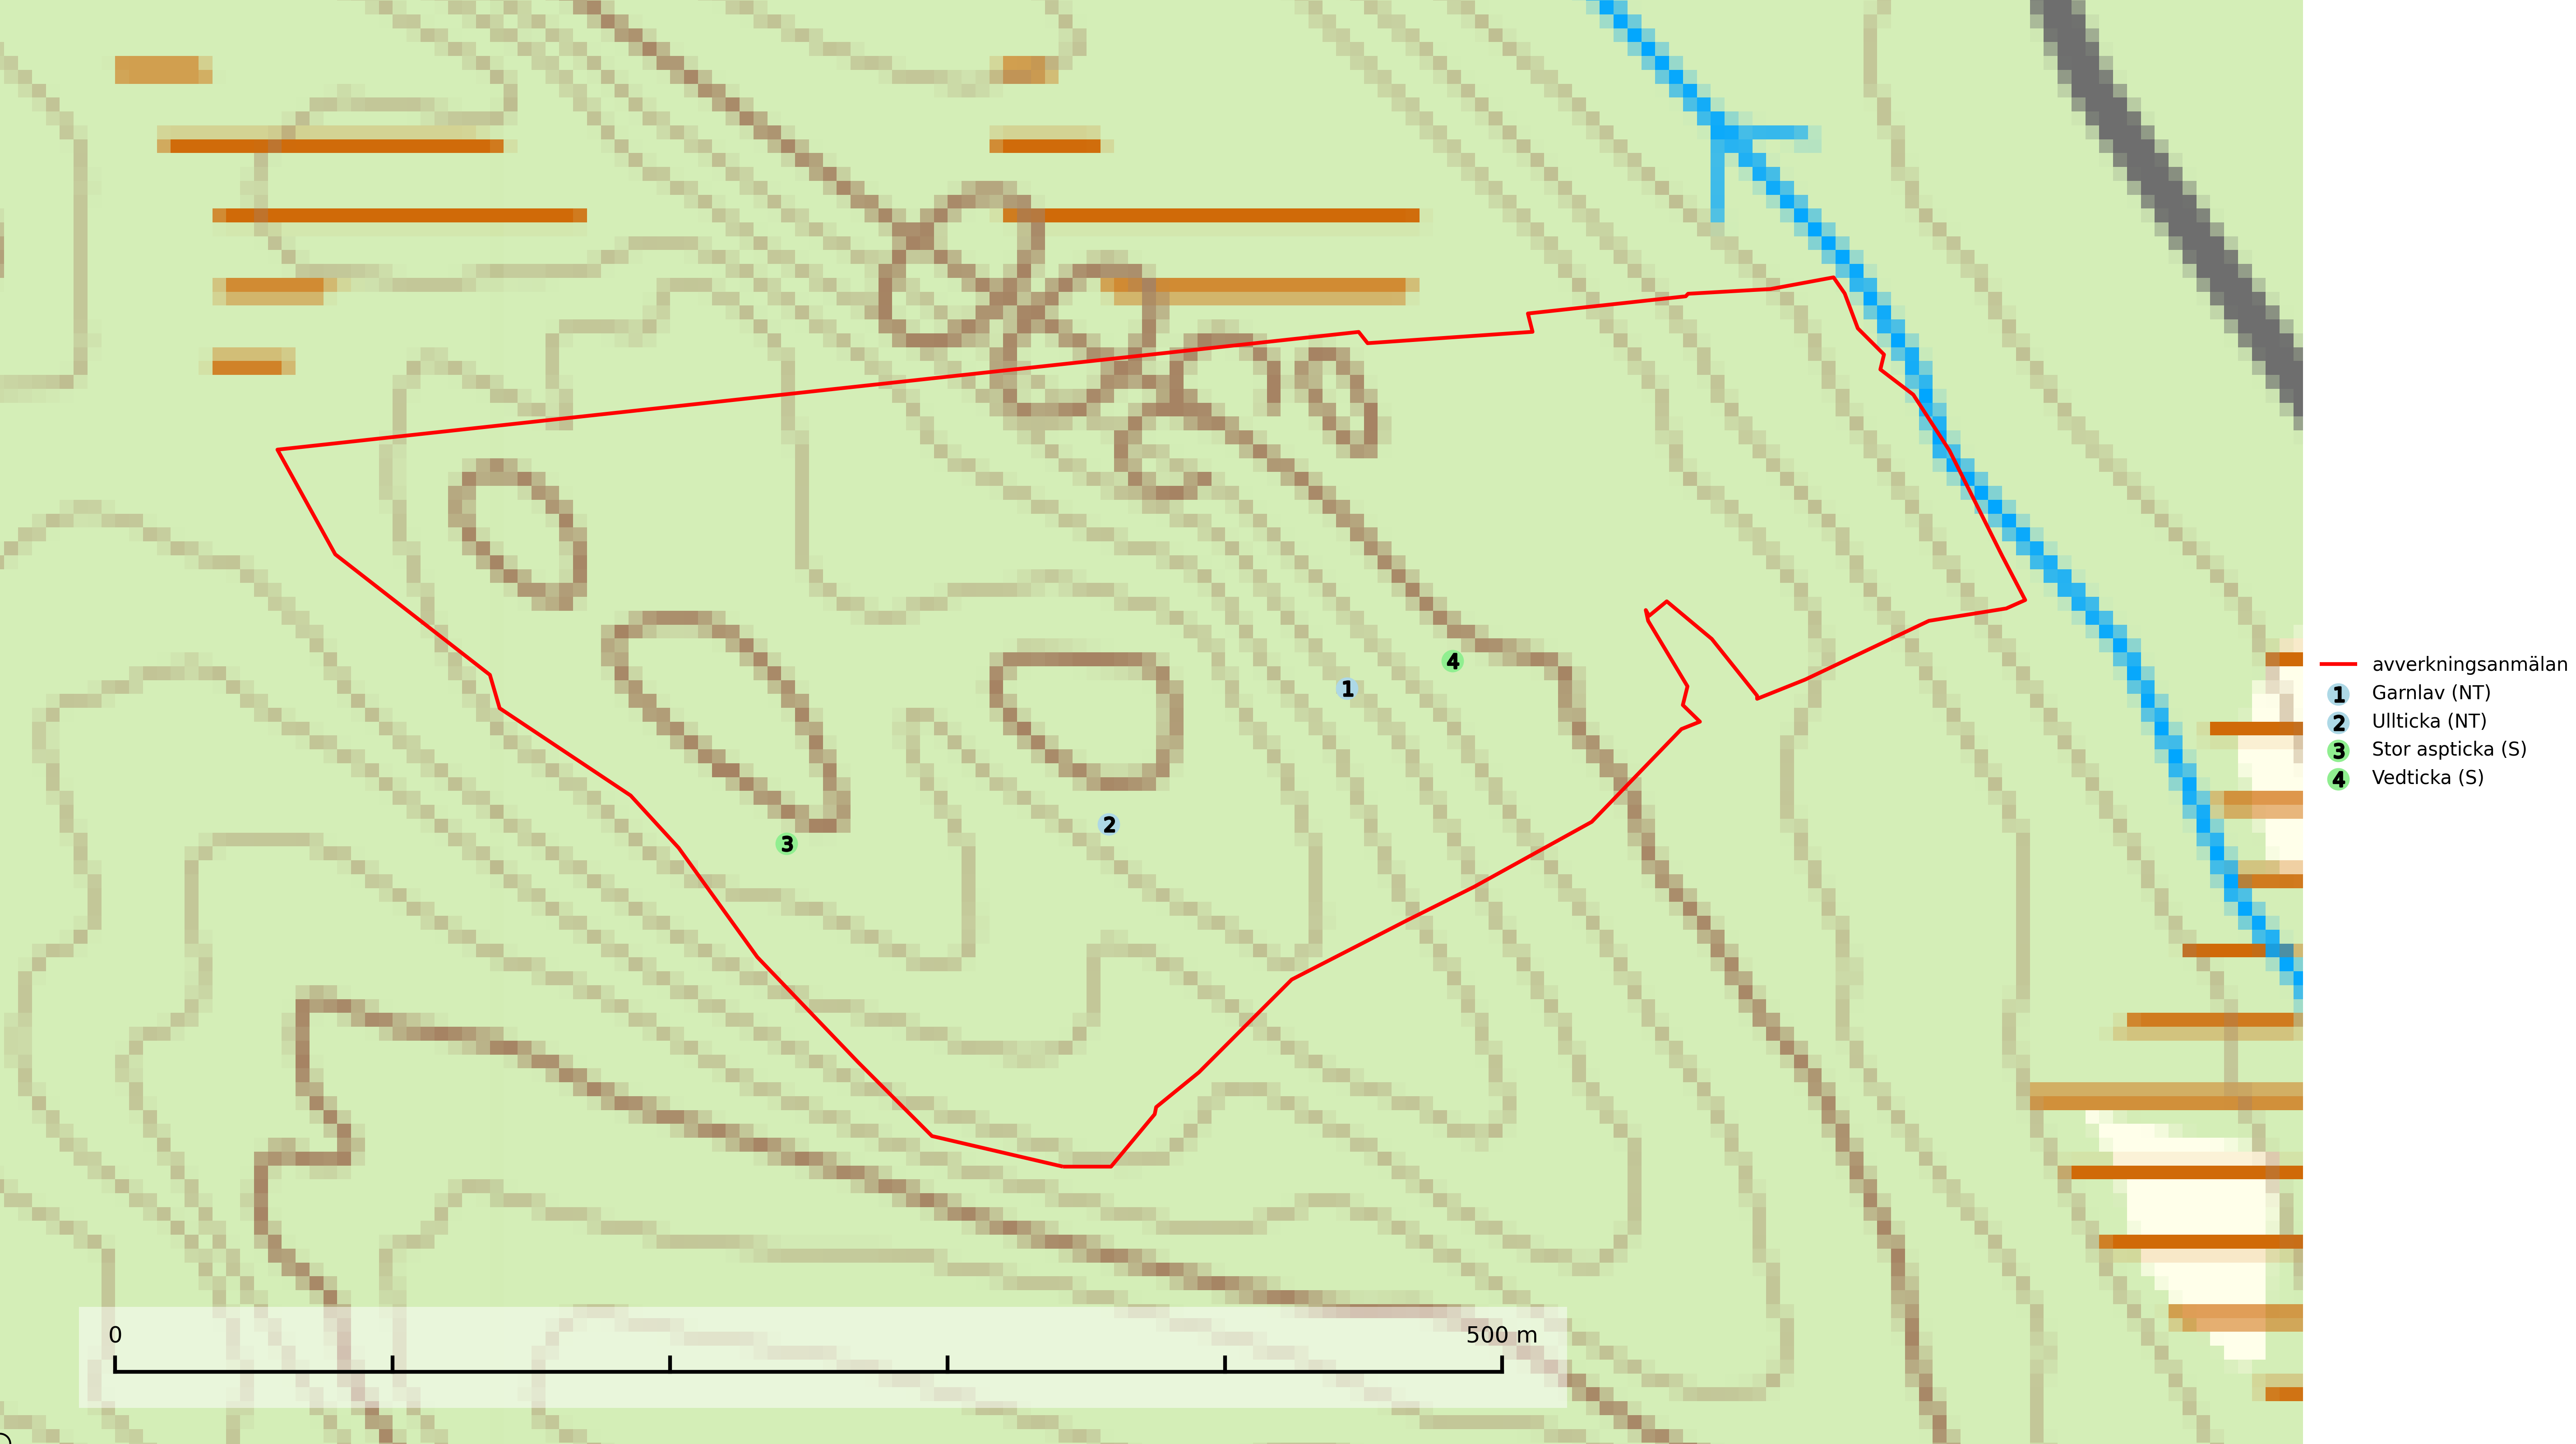 4
1
2
3
avverkningsanmälan
1 Garnlav (NT)
2 Ullticka (NT)
3 Stor aspticka (S)
4 Vedticka (S)
0 500 m